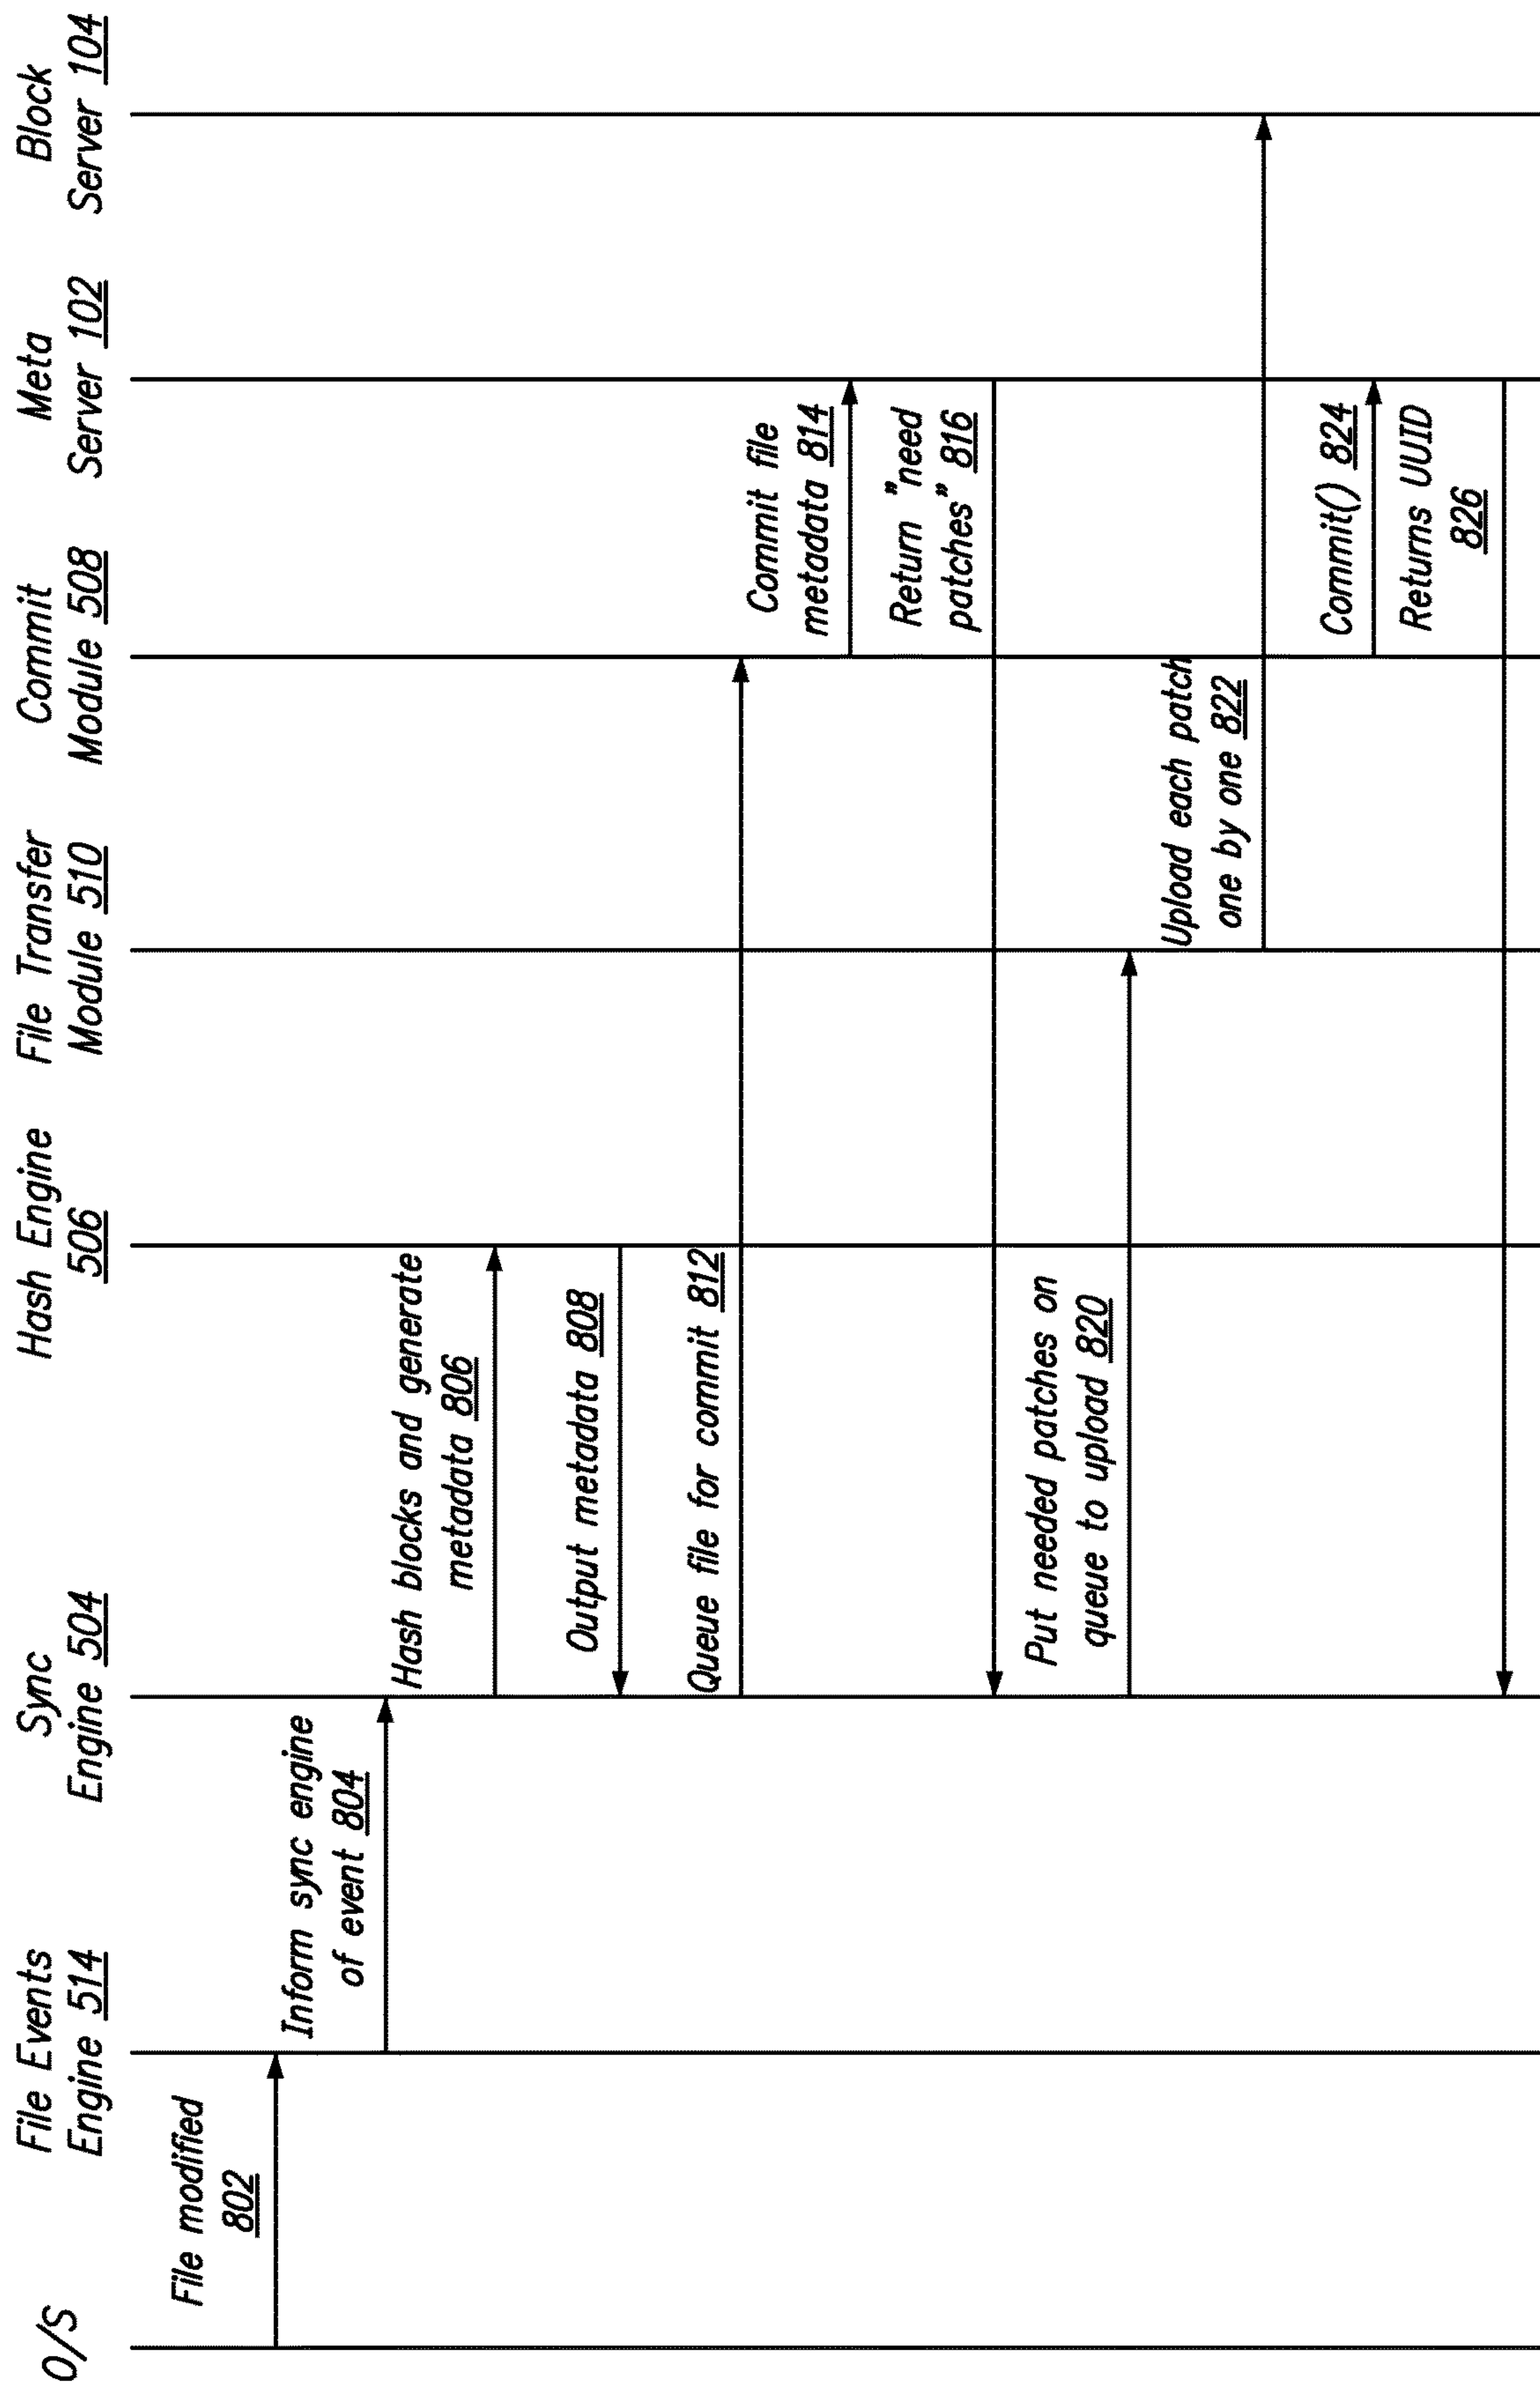 O/S
File Events
Engine 514
Sync
Engine 504
Hash Engine
506
File Transfer
Module 510
Commit
Module 508
Meta
Server 102
Block
Server 104
File modified
802
Inform sync engine
of event 804
Hash blocks and generate
metadata 806
Output metadata 808
Queue file for commit 812
Commit file
metadata 814
Return "need
patches" 816
Put needed patches on
queue to upload 820
Upload each patch
one by one 822
Commit() 824
Returns UUID
826